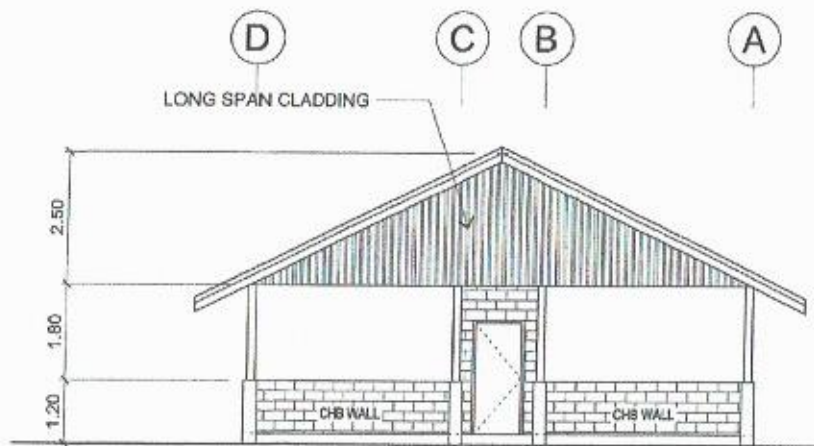 D
C
B
A
LONG SPAN CLADDING
2.50
1.80
1.20
CHB WALL
CHB WALL